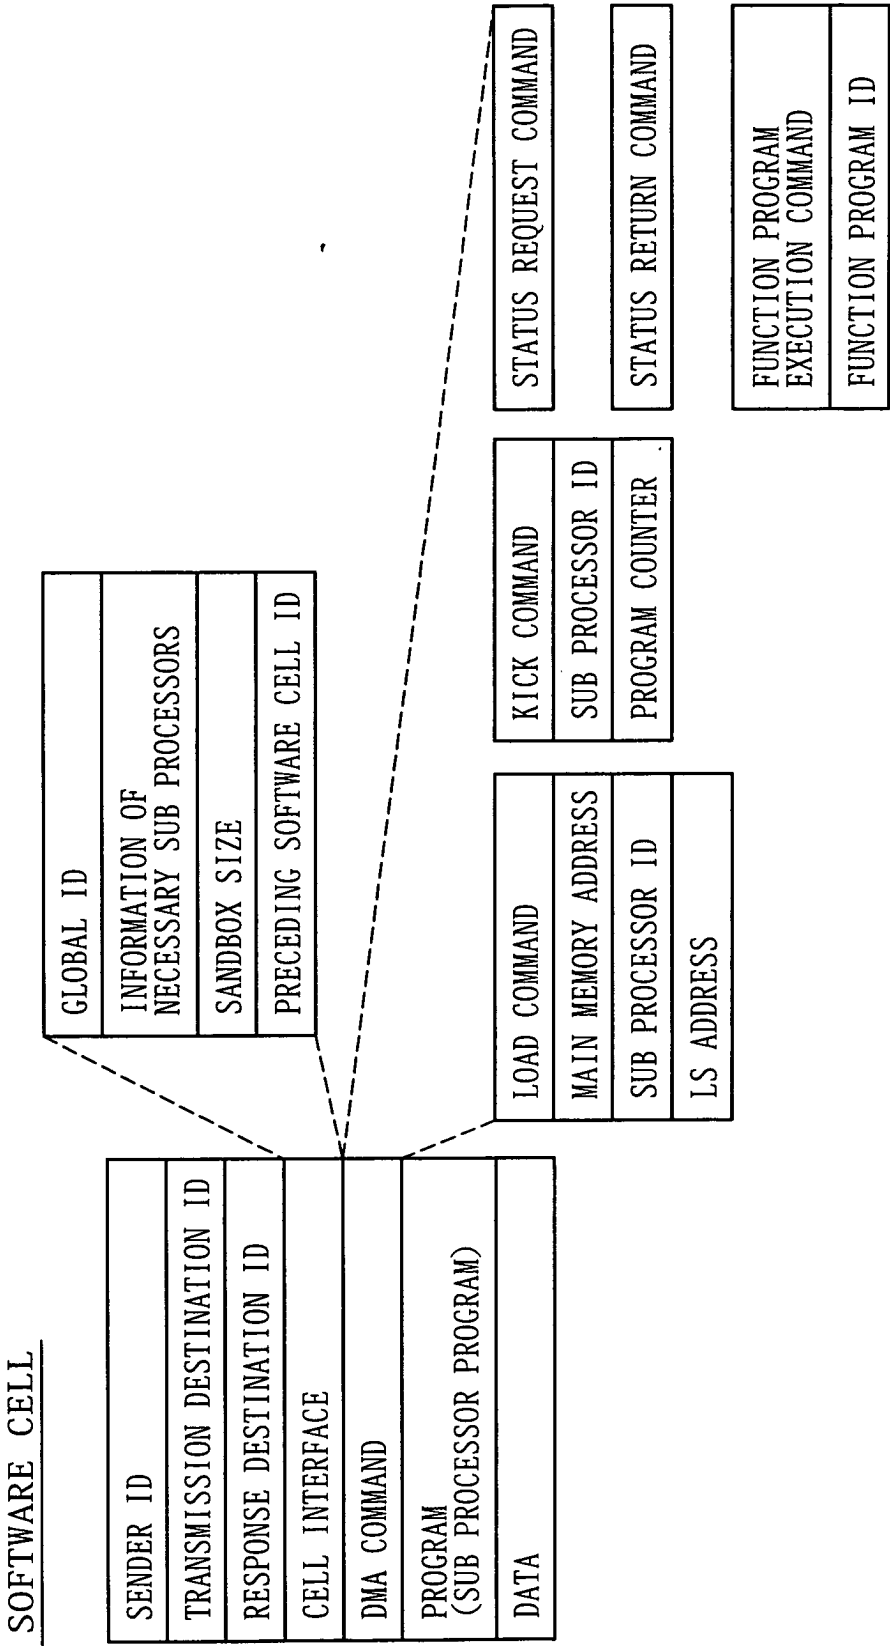 SOFTWARE CELL
SENDER ID
TRANSMISSION DESTINATION ID
RESPONSE DESTINATION ID
CELL INTERFACE
DMA COMMAND
PROGRAM
(SUB PROCESSOR PROGRAM)
DATA
GLOBAL ID
INFORMATION OF
NECESSARY SUB PROCESSORS
SANDBOX SIZE
PRECEDING SOFTWARE CELL ID
LOAD COMMAND
MAIN MEMORY ADDRESS
SUB PROCESSOR ID
LS ADDRESS
KICK COMMAND
SUB PROCESSOR ID
PROGRAM COUNTER
STATUS REQUEST COMMAND
STATUS RETURN COMMAND
FUNCTION PROGRAM
EXECUTION COMMAND
FUNCTION PROGRAM ID